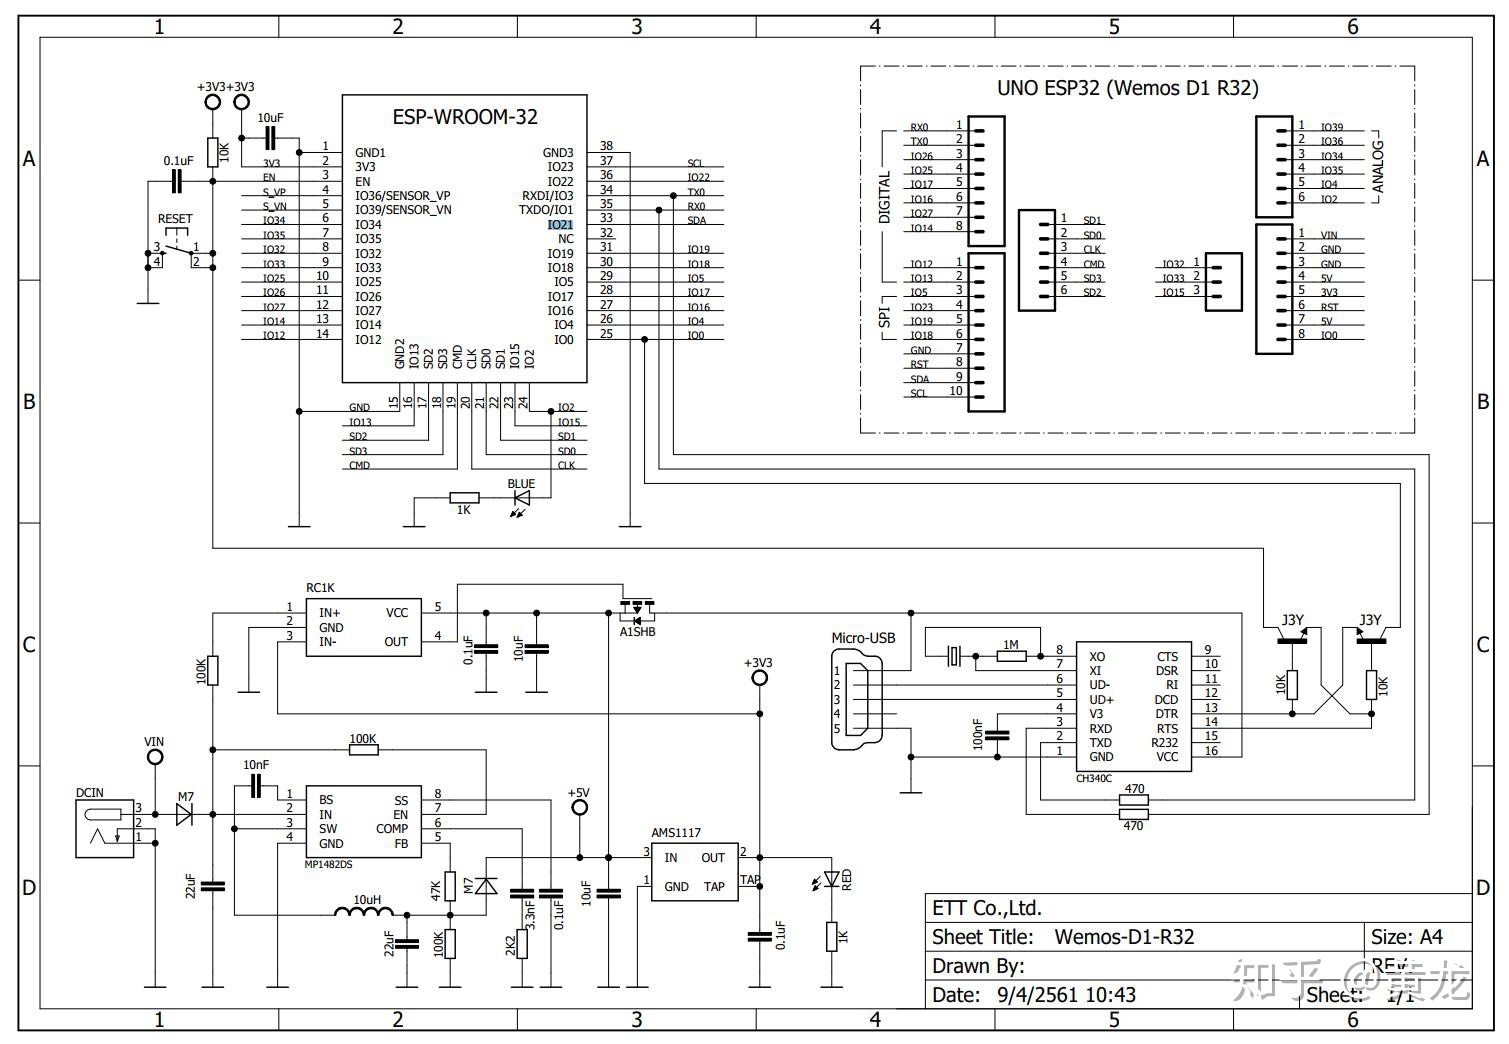 1 2 3 4 5 6
A
B
C
D
A
B
C
D
+3V3 +3V3
10uF
10K
0.1uF
RESET
3 1
4 2
ESP-WROOM-32
3V3
EN
S_VP
S_VN
IO34
IO35
IO32
IO33
IO25
IO26
IO27
IO14
IO12
1 GND1
2 3V3
3 EN
4 IO36/SENSOR_VP
5 IO39/SENSOR_VN
6 IO34
7 IO35
8 IO32
9 IO33
10 IO25
11 IO26
12 IO27
13 IO14
14 IO12
GND3 38
IO23 37 SCL
IO22 36 IO22
RXDI/IO3 34 TX0
TXDO/IO1 35 RX0
IO21 33 SDA
NC 32
IO19 31 IO19
IO18 30 IO18
IO5 29 IO5
IO17 28 IO17
IO16 27 IO16
IO4 26 IO4
IO0 25 IO0
GND2 IO13 SD2 SD3 CMD CLK SD0 SD1 IO15 IO2
15 16 17 18 19 20 21 22 23 24
GND
IO13
SD2
SD3
CMD
IO2
IO15
SD1
SD0
CLK
BLUE
1K
UNO ESP32 (Wemos D1 R32)
DIGITAL
RX0 1
TX0 2
IO26 3
IO25 4
IO17 5
IO16 6
IO27 7
IO14 8
SPI
IO12 1
IO13 2
IO5 3
IO23 4
IO19 5
IO18 6
GND 7
RST 8
SDA 9
SCL 10
1 SD1
2 SD0
3 CLK
4 CMD
5 SD3
6 SD2
IO32 1
IO33 2
IO15 3
ANALOG
1 IO39
2 IO36
3 IO34
4 IO35
5 IO4
6 IO2
1 VIN
2 GND
3 GND
4 5V
5 3V3
6 RST
7 5V
8 IO0
RC1K
1 IN+ VCC 5
2 GND
3 IN- OUT 4
100K
0.1uF
10uF
A1SHB
+3V3
Micro-USB
1
2
3
4
5
1M
100nF
8 XO CTS 9
7 XI DSR 10
6 UD- RI 11
5 UD+ DCD 12
4 V3 DTR 13
3 RXD RTS 14
2 TXD R232 15
1 GND VCC 16
CH340C
470
470
J3Y J3Y
10K 10K
VIN
DCIN
3
2
1
M7
10nF
100K
1 BS SS 8
2 IN EN 7
3 SW COMP 6
4 GND FB 5
MP1482DS
22uF
10uH
22uF
47K
100K
M7
3.3nF
2K2
0.1uF
+5V
10uF
AMS1117
3 IN OUT 2
1 GND TAP TAP
0.1uF
RED
1K
ETT Co.,Ltd.
Sheet Title: Wemos-D1-R32 Size: A4
Drawn By: REV
Date: 9/4/2561 10:43 Sheet: 1/1
知乎 @黄龙
1 2 3 4 5 6